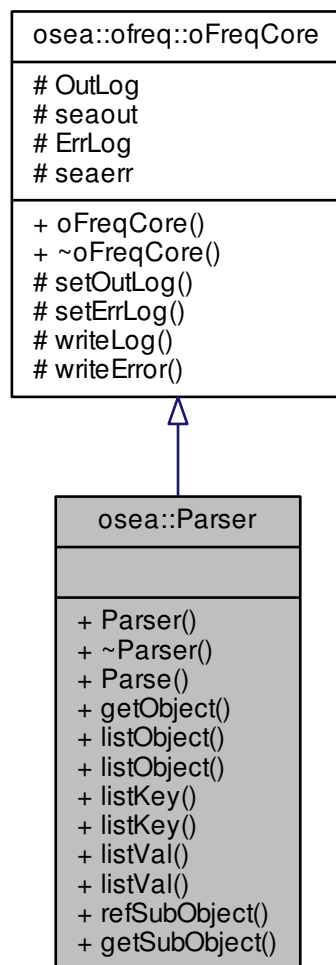 osea::ofreq::oFreqCore
# OutLog
# seaout
# ErrLog
# seaerr
+ oFreqCore()
+ ~oFreqCore()
# setOutLog()
# setErrLog()
# writeLog()
# writeError()
osea::Parser
+ Parser()
+ ~Parser()
+ Parse()
+ getObject()
+ listObject()
+ listObject()
+ listKey()
+ listKey()
+ listVal()
+ listVal()
+ refSubObject()
+ getSubObject()